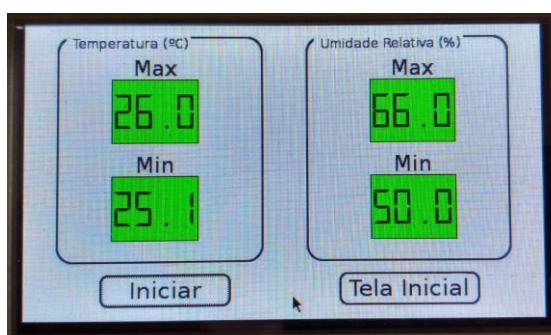 Temperatura (ºC)
Max
26.0
Min
25.1
Umidade Relativa (%)
Max
66.0
Min
50.0
Iniciar
Tela Inicial